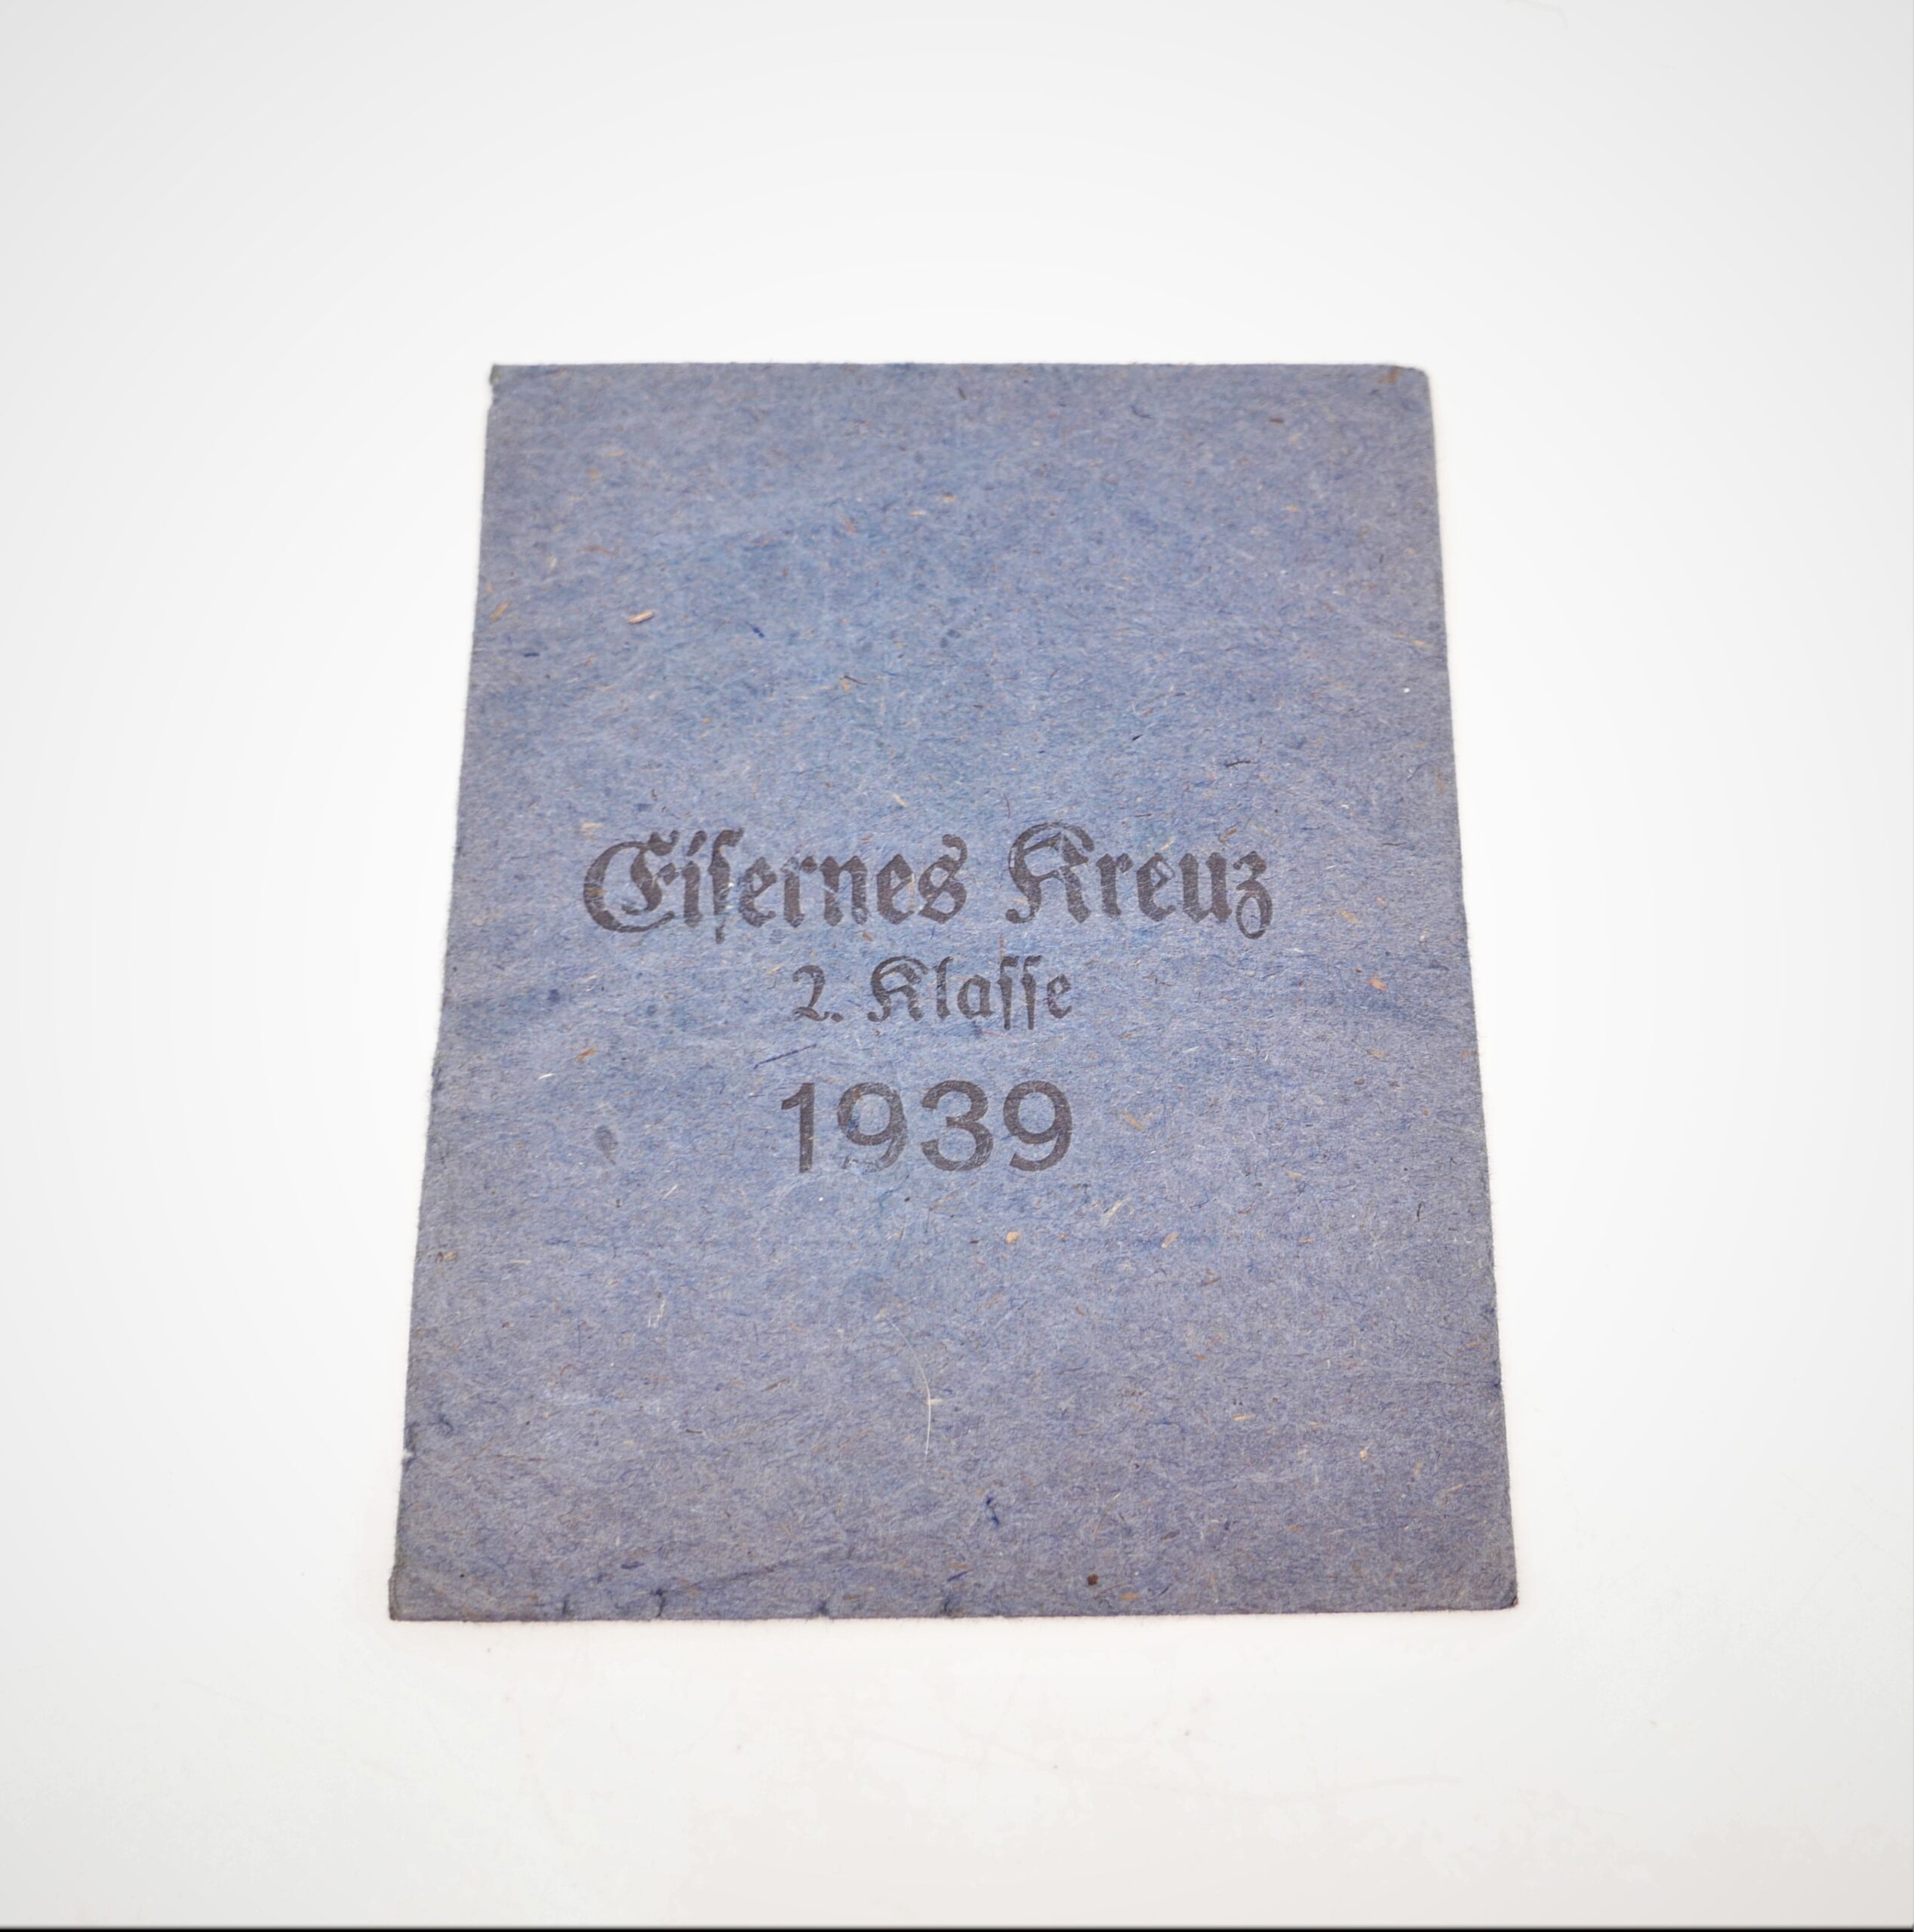 Eiſernes Kreuz
2. Klaſſe
1939